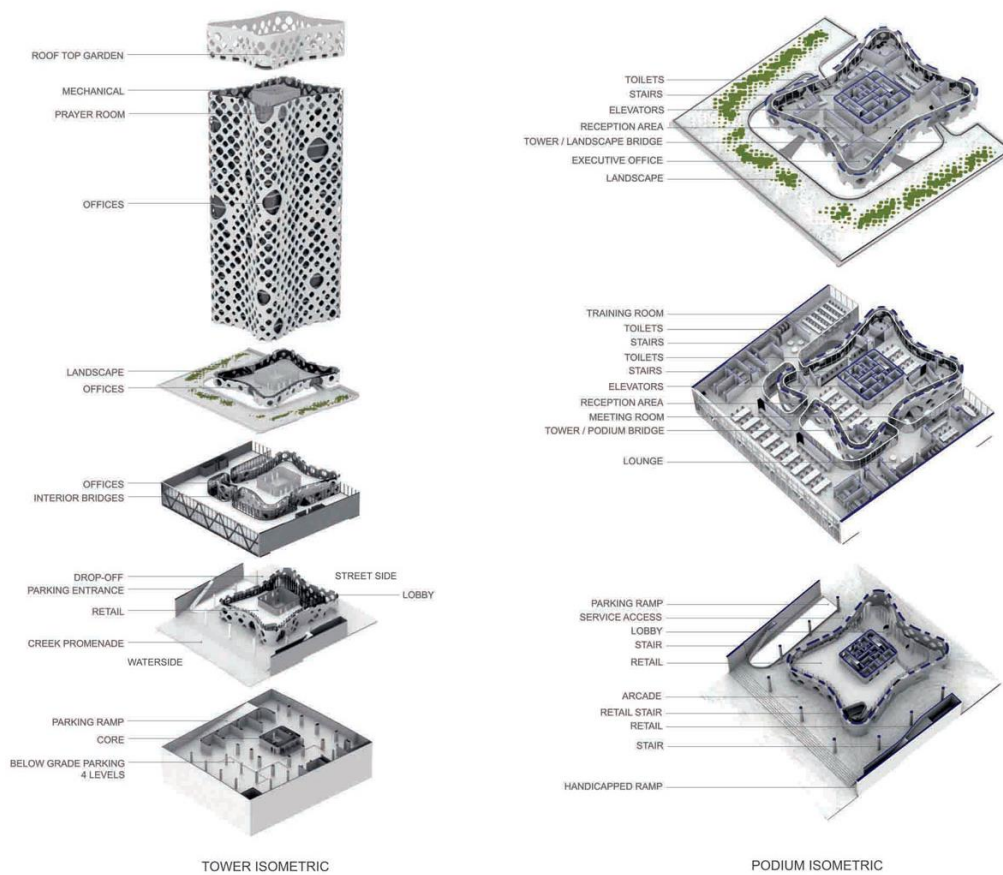 ROOF TOP GARDEN
MECHANICAL
PRAYER ROOM
OFFICES
LANDSCAPE
OFFICES
OFFICES
INTERIOR BRIDGES
DROP-OFF
STREET SIDE
PARKING ENTRANCE
LOBBY
RETAIL
CREEK PROMENADE
WATERSIDE
PARKING RAMP
CORE
BELOW GRADE PARKING
4 LEVELS
TOWER ISOMETRIC
TOILETS
STAIRS
ELEVATORS
RECEPTION AREA
TOWER / LANDSCAPE BRIDGE
EXECUTIVE OFFICE
LANDSCAPE
TRAINING ROOM
TOILETS
STAIRS
TOILETS
STAIRS
ELEVATORS
RECEPTION AREA
MEETING ROOM
TOWER / PODIUM BRIDGE
LOUNGE
PARKING RAMP
SERVICE ACCESS
LOBBY
STAIR
RETAIL
ARCADE
RETAIL STAIR
RETAIL
STAIR
HANDICAPPED RAMP
PODIUM ISOMETRIC